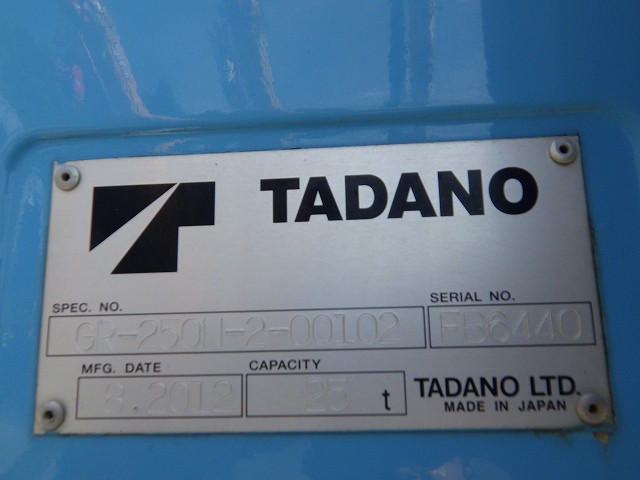 TADANO
SPEC. NO.
GR-250N-2-00102
SERIAL NO.
FB6440
MFG. DATE
8.2012
CAPACITY
25 t
TADANO LTD.
MADE IN JAPAN